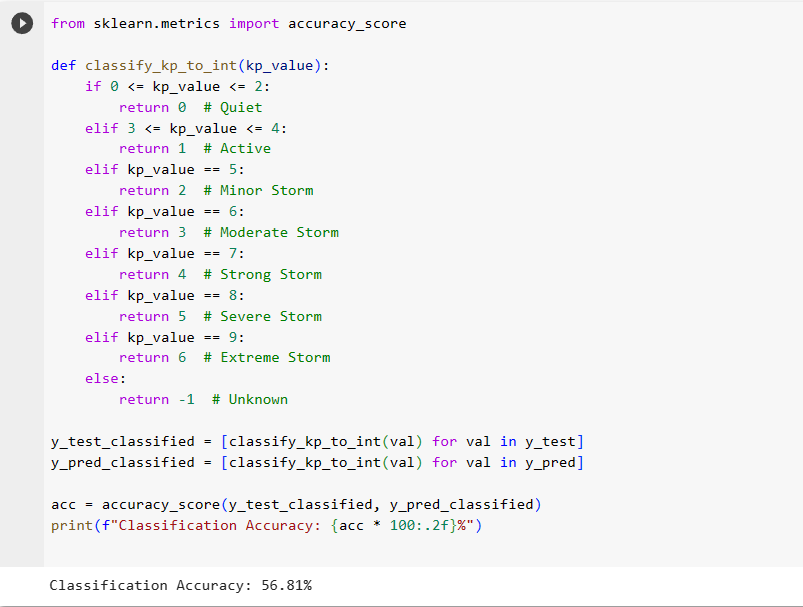 from sklearn.metrics import accuracy_score

def classify_kp_to_int(kp_value):
    if 0 <= kp_value <= 2:
        return 0  # Quiet
    elif 3 <= kp_value <= 4:
        return 1  # Active
    elif kp_value == 5:
        return 2  # Minor Storm
    elif kp_value == 6:
        return 3  # Moderate Storm
    elif kp_value == 7:
        return 4  # Strong Storm
    elif kp_value == 8:
        return 5  # Severe Storm
    elif kp_value == 9:
        return 6  # Extreme Storm
    else:
        return -1  # Unknown

y_test_classified = [classify_kp_to_int(val) for val in y_test]
y_pred_classified = [classify_kp_to_int(val) for val in y_pred]

acc = accuracy_score(y_test_classified, y_pred_classified)
print(f"Classification Accuracy: {acc * 100:.2f}%")

Classification Accuracy: 56.81%